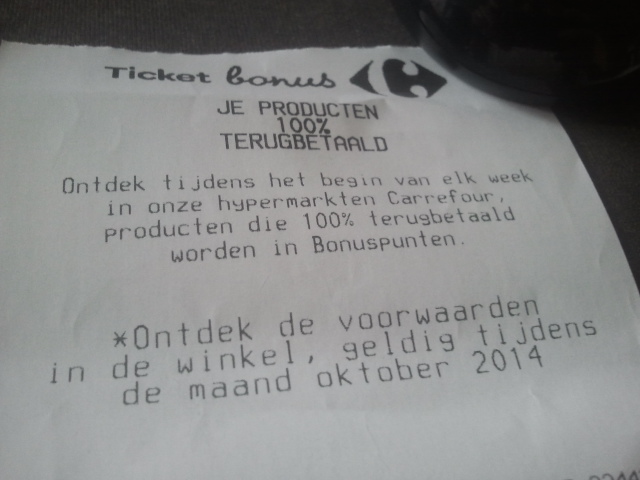 Ticket bonus
JE PRODUCTEN
100%
TERUGBETAALD
Ontdek tijdens het begin van elk week
in onze hypermarkten Carrefour,
producten die 100% terugbetaald
worden in Bonuspunten.
*Ontdek de voorwaarden
in de winkel, geldig tijdens
de maand oktober 2014